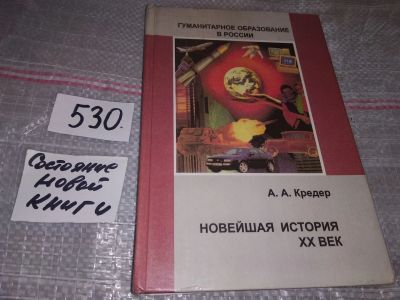 ГУМАНИТАРНОЕ ОБРАЗОВАНИЕ
В РОССИИ
530.
Состояние
новой
книги
А. А. Кредер
НОВЕЙШАЯ ИСТОРИЯ
XX ВЕК